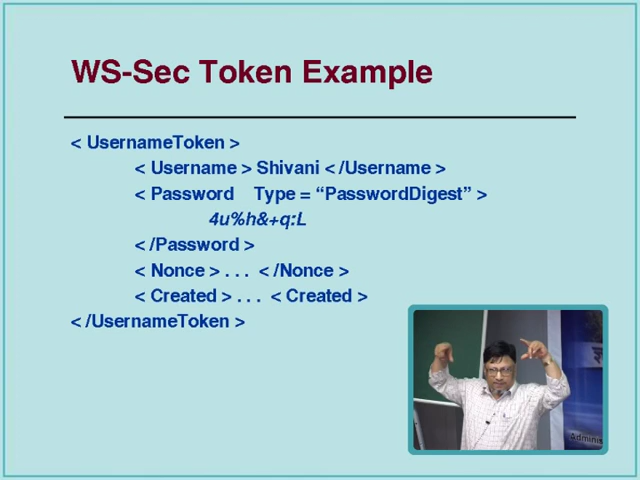 WS-Sec Token Example
< UsernameToken >
< Username > Shivani < /Username >
< Password Type = “PasswordDigest” >
4u%h&+q:L
< /Password >
< Nonce > . . . < /Nonce >
< Created > . . . < Created >
< /UsernameToken >